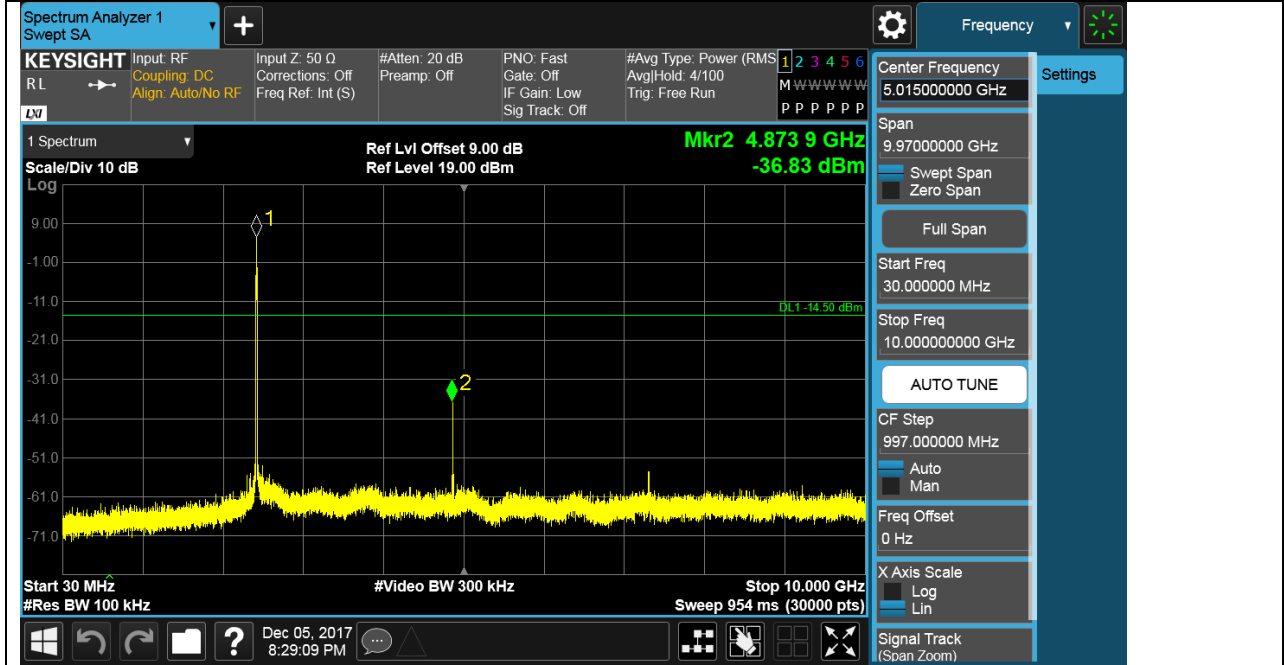 Spectrum Analyzer 1
Swept SA
+
Frequency
KEYSIGHT
R L
LXI
Input: RF
Coupling: DC
Align: Auto/No RF
Input Z: 50 Ω
Corrections: Off
Freq Ref: Int (S)
#Atten: 20 dB
Preamp: Off
PNO: Fast
Gate: Off
IF Gain: Low
Sig Track: Off
#Avg Type: Power (RMS
Avg|Hold: 4/100
Trig: Free Run
1 2 3 4 5 6
M W W W W W
P P P P P P
1 Spectrum
Scale/Div 10 dB
Log
Ref Lvl Offset 9.00 dB
Ref Level 19.00 dBm
Mkr2 4.873 9 GHz
-36.83 dBm
1
9.00
-1.00
-11.0
DL1 -14.50 dBm
-21.0
-31.0
2
-41.0
-51.0
-61.0
-71.0
Start 30 MHz
#Video BW 300 kHz
Stop 10.000 GHz
#Res BW 100 kHz
Sweep 954 ms (30000 pts)
?
Dec 05, 2017
8:29:09 PM
Center Frequency
5.015000000 GHz
Settings
Span
9.97000000 GHz
Swept Span
Zero Span
Full Span
Start Freq
30.000000 MHz
Stop Freq
10.000000000 GHz
AUTO TUNE
CF Step
997.000000 MHz
Auto
Man
Freq Offset
0 Hz
X Axis Scale
Log
Lin
Signal Track
(Span Zoom)